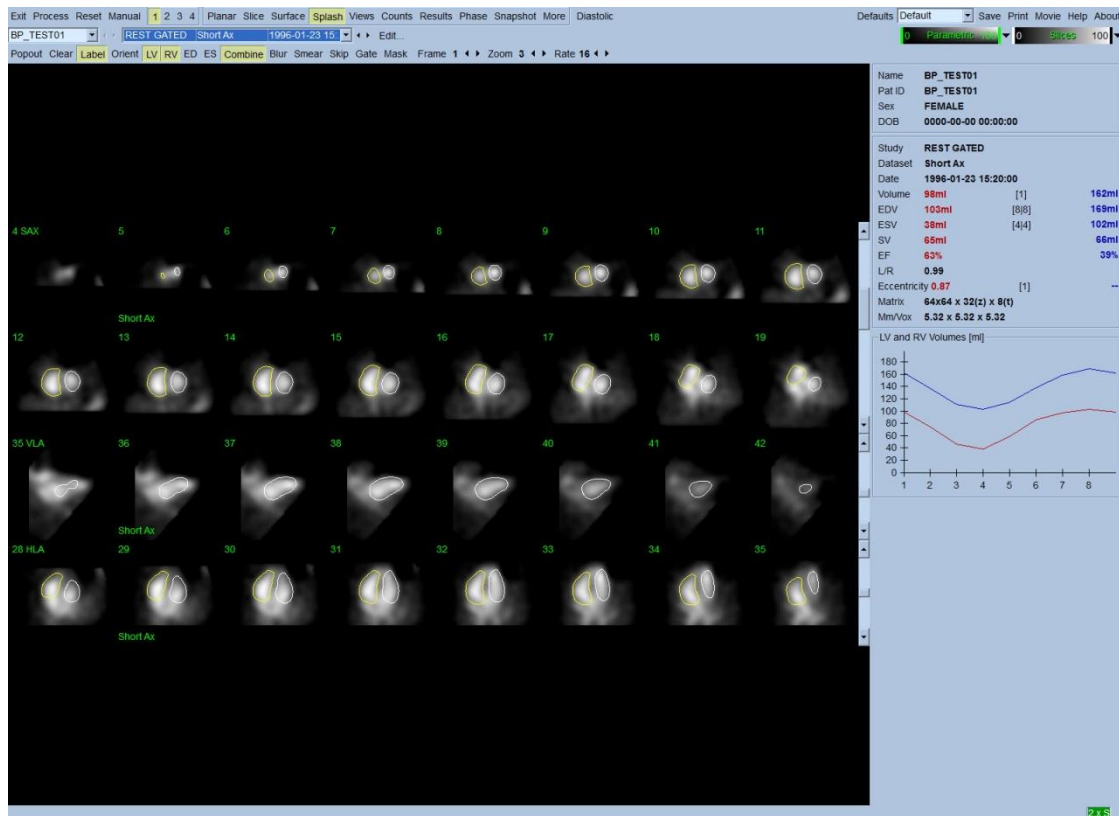 Exit Process Reset Manual 1 2 3 4 Planar Slice Surface Splash Views Counts Results Phase Snapshot More Diastolic Defaults Default Save Print Movie Help About
BP_TEST01 REST GATED Short Ax 1996-01-23 15: Edit...
0 Parametric 100 0 Slices 100
Popout Clear Label Orient LV RV ED ES Combine Blur Smear Skip Gate Mask Frame 1 Zoom 3 Rate 16
Name BP_TEST01
Pat ID BP_TEST01
Sex FEMALE
DOB 0000-00-00 00:00:00
Study REST GATED
Dataset Short Ax
Date 1996-01-23 15:20:00
Volume 98ml [1] 162ml
EDV 103ml [8|8] 169ml
ESV 38ml [4|4] 102ml
SV 65ml 66ml
EF 63% 39%
L/R 0.99
Eccentricity 0.87 [1] --
Matrix 64x64 x 32(z) x 8(t)
Mm/Vox 5.32 x 5.32 x 5.32
LV and RV Volumes [ml]
180
160
140
120
100
80
60
40
20
0
1 2 3 4 5 6 7 8
4 SAX 5 6 7 8 9 10 11
Short Ax
12 13 14 15 16 17 18 19
35 VLA 36 37 38 39 40 41 42
Short Ax
28 HLA 29 30 31 32 33 34 35
Short Ax
2 x S